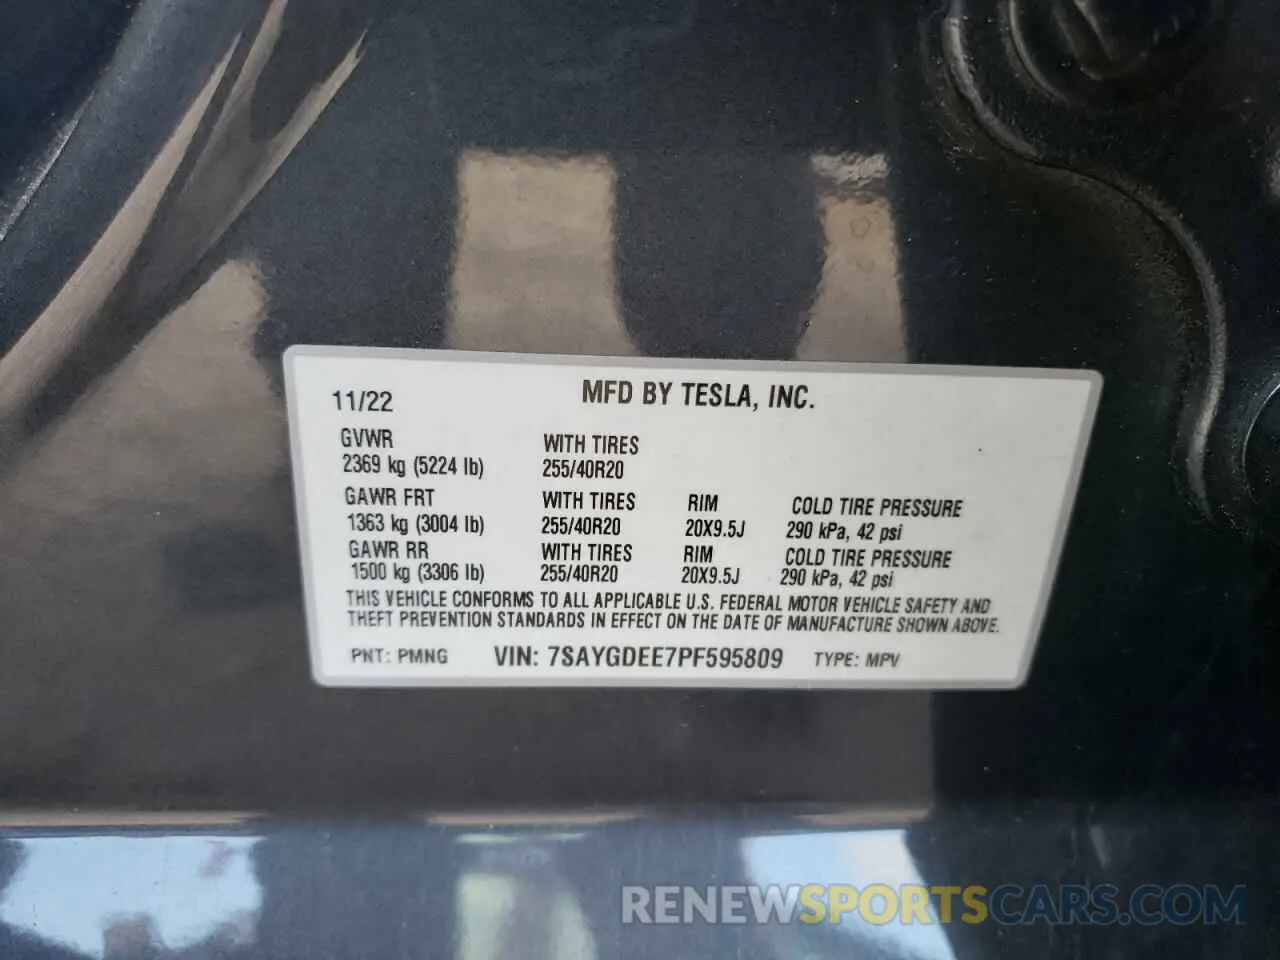 MFD BY TESLA, INC.
11/22
GVWR WITH TIRES
2369 kg (5224 lb) 255/40R20
GAWR FRT WITH TIRES RIM COLD TIRE PRESSURE
1363 kg (3004 lb) 255/40R20 20X9.5J 290 kPa, 42 psi
GAWR RR WITH TIRES RIM COLD TIRE PRESSURE
1500 kg (3306 lb) 255/40R20 20X9.5J 290 kPa, 42 psi
THIS VEHICLE CONFORMS TO ALL APPLICABLE U.S. FEDERAL MOTOR VEHICLE SAFETY AND
THEFT PREVENTION STANDARDS IN EFFECT ON THE DATE OF MANUFACTURE SHOWN ABOVE.
PNT: PMNG VIN: 7SAYGDEE7PF595809 TYPE: MPV
RENEWSPORTSCARS.COM